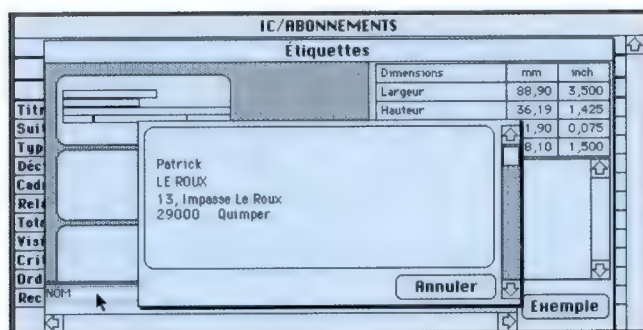 IC/ABONNEMENTS
Étiquettes
Dimensions mm inch
Largeur 88,90 3,500
Hauteur 36,19 1,425
1,90 0,075
8,10 1,500
Titr
Suit
Typ
Déc
Cadr
Rela
Tota
Visi
Crit
Ord
Rec
Patrick
LE ROUX
13, Impasse Le Roux
29000 Quimper
Annuler
NOM
Exemple